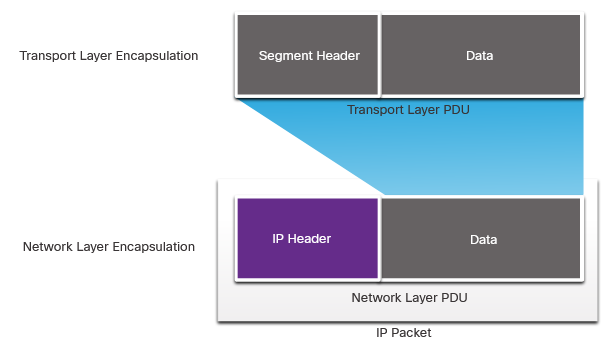 Transport Layer Encapsulation
Segment Header
Data
Transport Layer PDU
Network Layer Encapsulation
IP Header
Data
Network Layer PDU
IP Packet